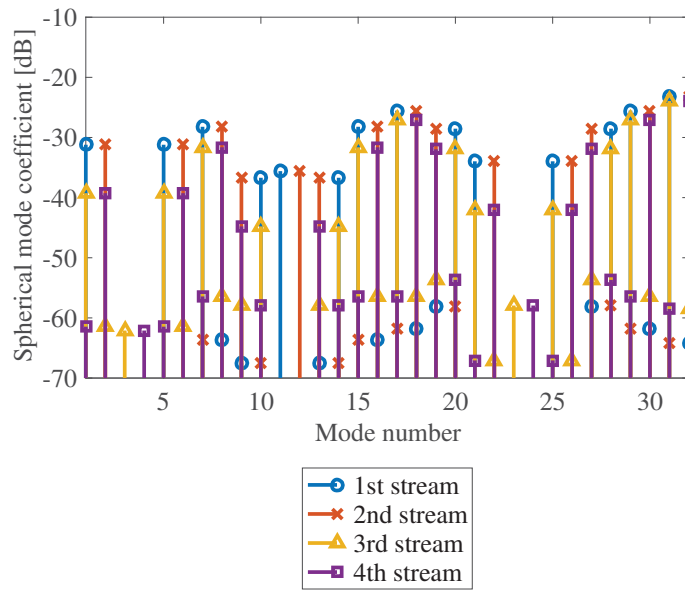 Spherical mode coefficient [dB]
-10
-20
-30
-40
-50
-60
-70
5 10 15 20 25 30
Mode number
1st stream
2nd stream
3rd stream
4th stream